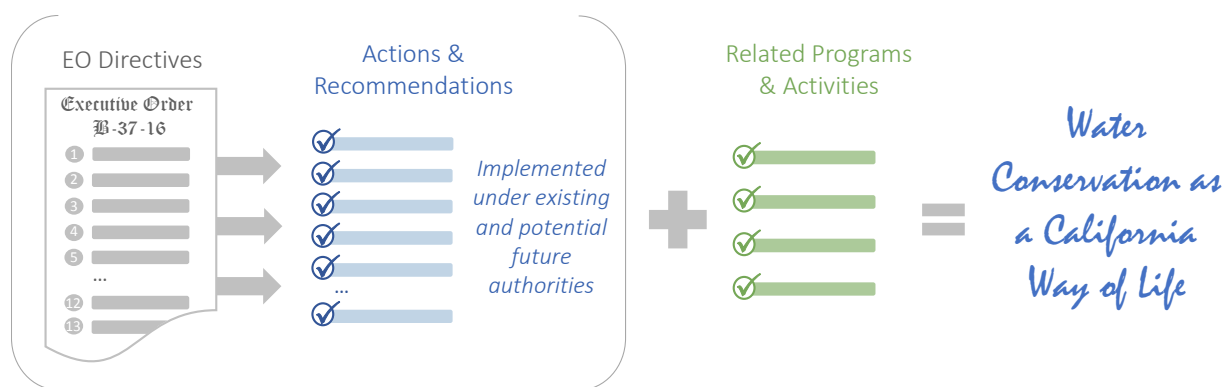 EO Directives
Executive Order
B-37-16
1
2
3
4
5
...
12
13
Actions &
Recommendations
...
Implemented
under existing
and potential
future
authorities
Related Programs
& Activities
Water
Conservation as
a California
Way of Life